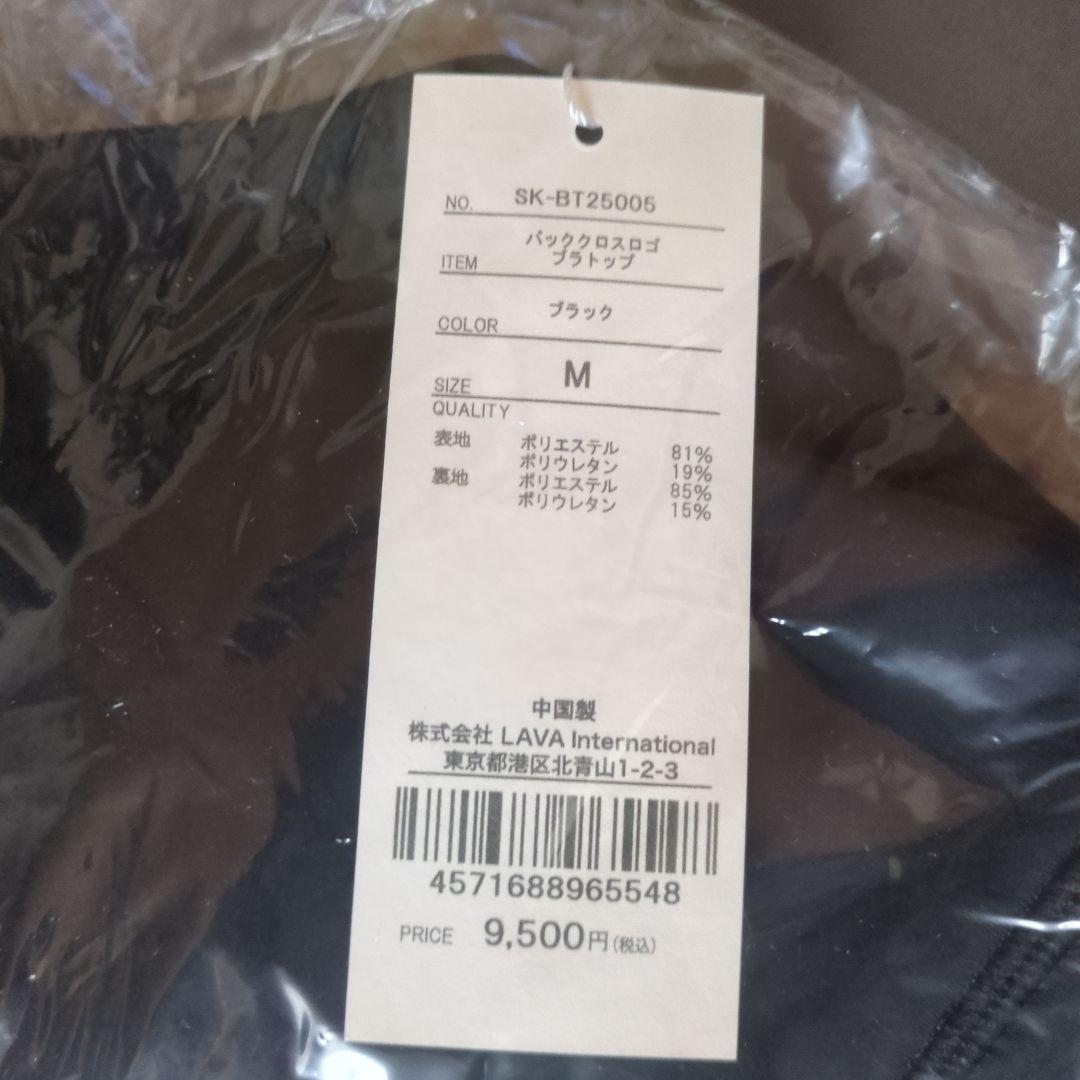 NO. SK-BT25005
バッククロスロゴ
ITEM ブラトップ
COLOR ブラック
SIZE M
QUALITY
表地 ポリエステル 81%
ポリウレタン 19%
裏地 ポリエステル 85%
ポリウレタン 15%
中国製
株式会社 LAVA International
東京都港区北青山1-2-3
4571688965548
PRICE 9,500円(税込)